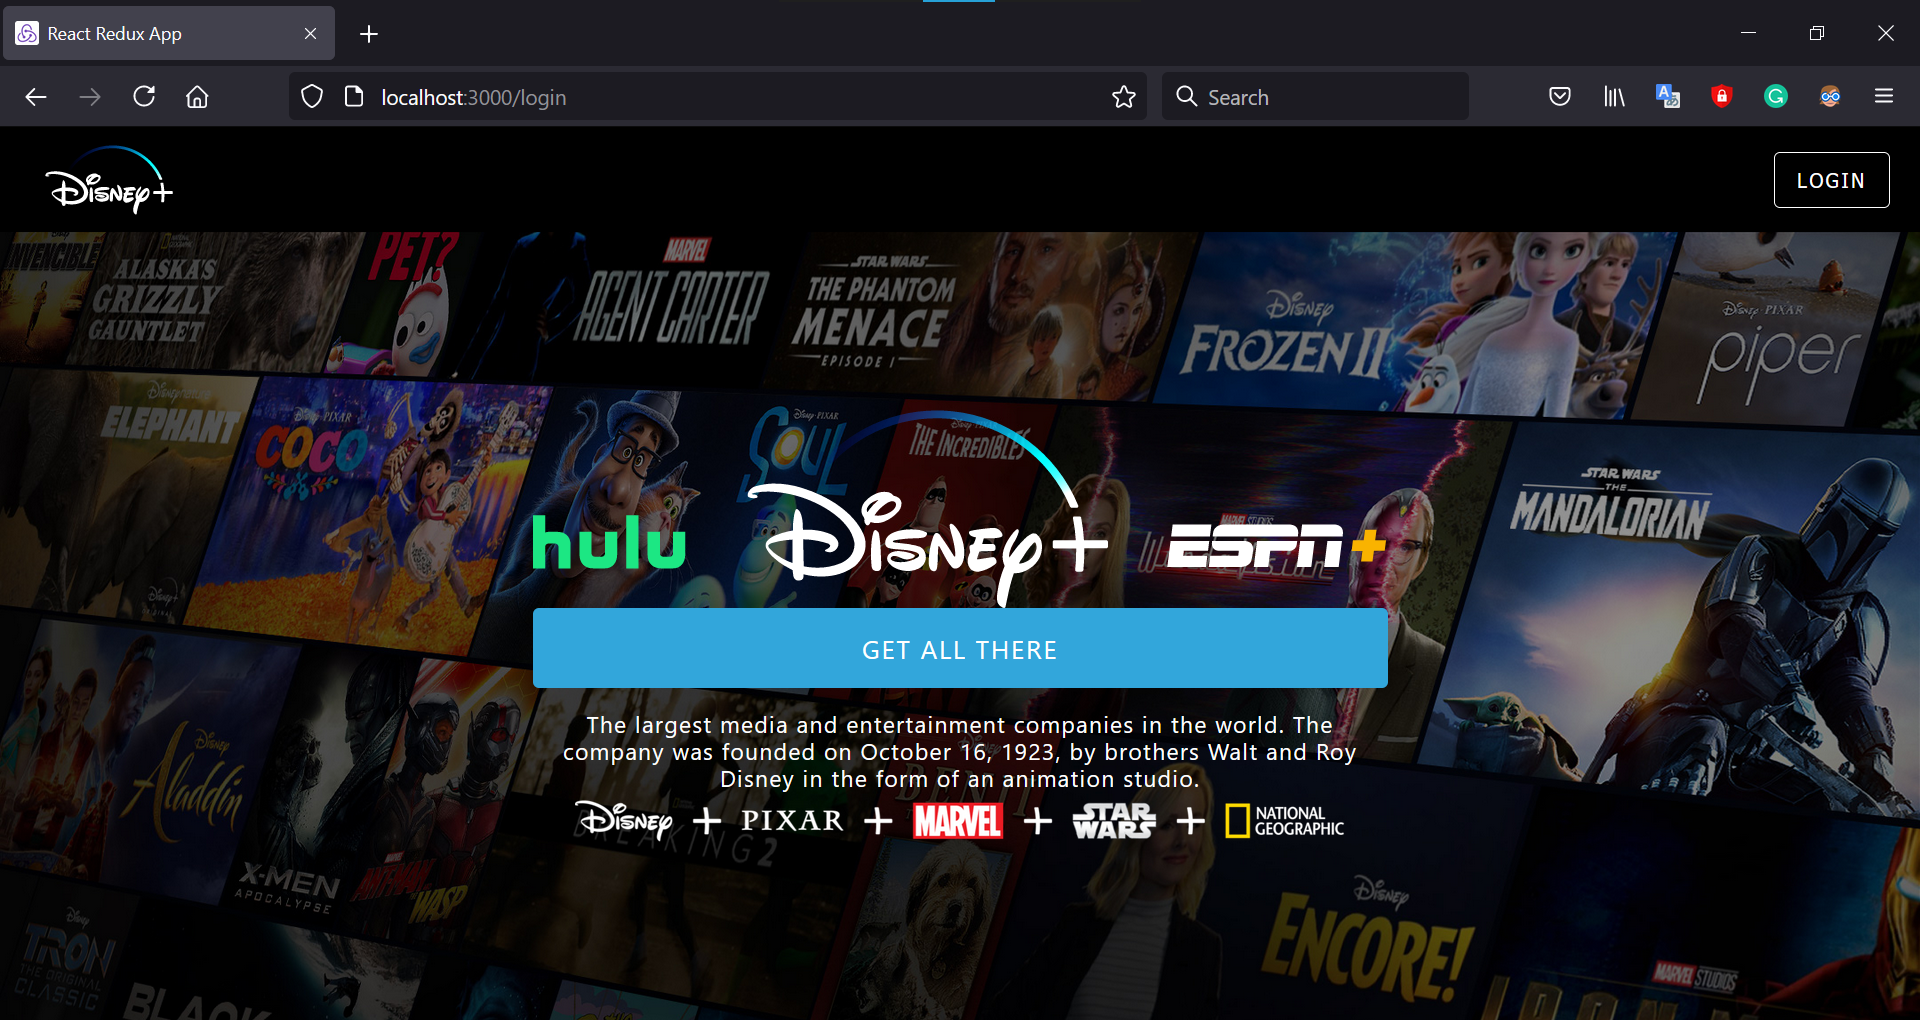 React Redux App
localhost:3000/login
Search
Disney+
LOGIN
INVENCIBLE
ALASKA'S
GRIZZLY
GAUNTLET
PET?
MARVEL
AGENT CARTER
STAR WARS
THE PHANTOM
MENACE
EPISODE I
Disney
FROZEN II
Disney PIXAR
piper
ELEPHANT
Disney PIXAR
COCO
Disney PIXAR
SOUL
THE INCREDIBLES
STAR WARS
THE
MANDALORIAN
hulu
Disney+
ESPN+
GET ALL THERE
The largest media and entertainment companies in the world. The
company was founded on October 16, 1923, by brothers Walt and Roy
Disney in the form of an animation studio.
Disney + PIXAR + MARVEL + STAR WARS + NATIONAL GEOGRAPHIC
Disney
Aladdin
X-MEN
APOCALYPSE
MARVEL
ANT-MAN
WASP
BREAKING 2
Disney
ENCORE!
Disney
TRON
THE ORIGINAL
CLASSIC
BLACK
MARVEL STUDIOS